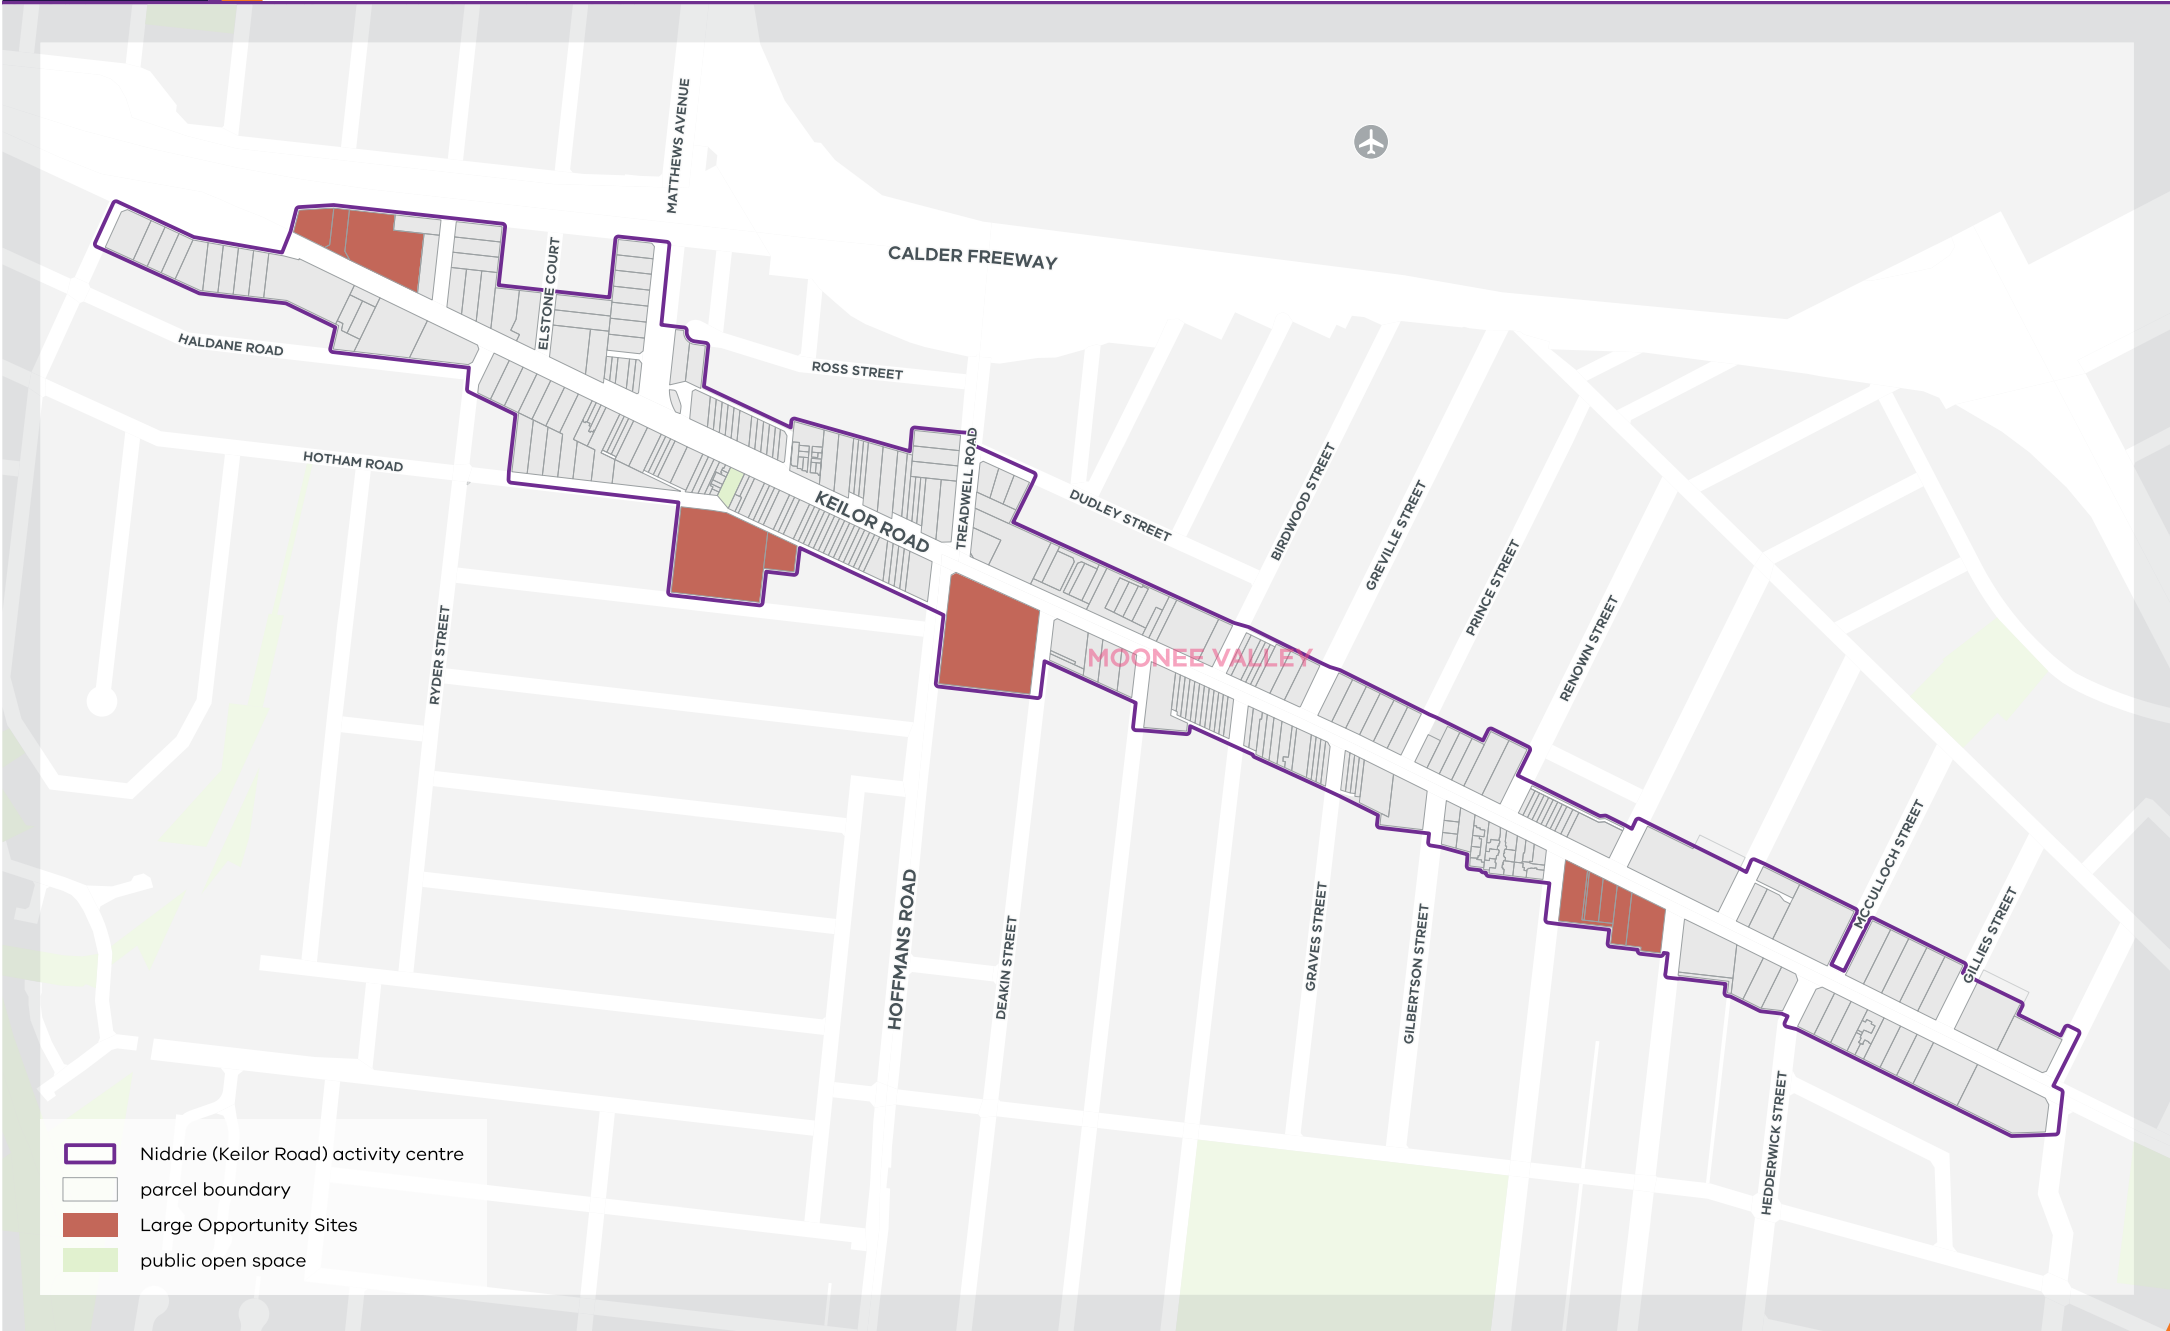 MATTHEWS AVENUE
CALDER FREEWAY
ELSTONE COURT
HALDANE ROAD
ROSS STREET
HOTHAM ROAD
KEILOR ROAD
TREADWELL ROAD
DUDLEY STREET
BIRDWOOD STREET
GREVILLE STREET
PRINCE STREET
RENOWN STREET
MOONEE VALLEY
RYDER STREET
HOFFMANS ROAD
DEAKIN STREET
GRAVES STREET
GILBERTSON STREET
MCCULLOCH STREET
GILLIES STREET
HEDDERWICK STREET
Niddrie (Keilor Road) activity centre
parcel boundary
Large Opportunity Sites
public open space